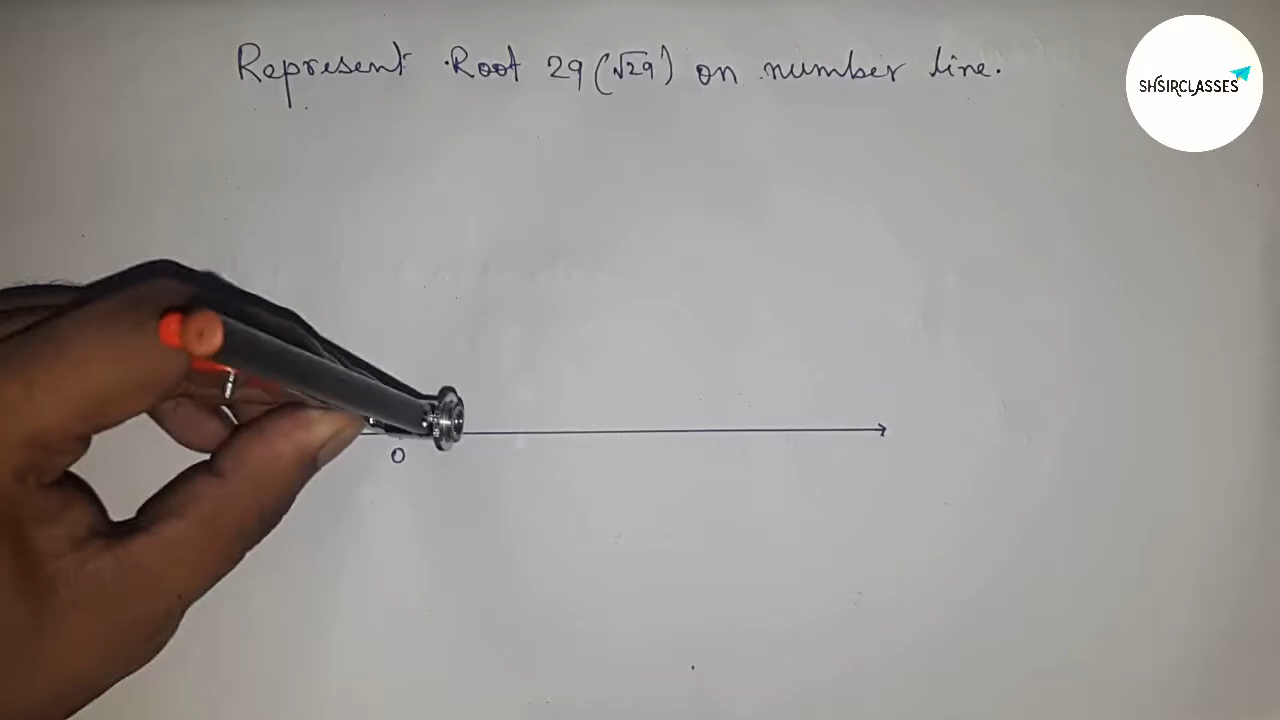 Represent Root 29 (√29) on number line.
SHSIRCLASSES
0